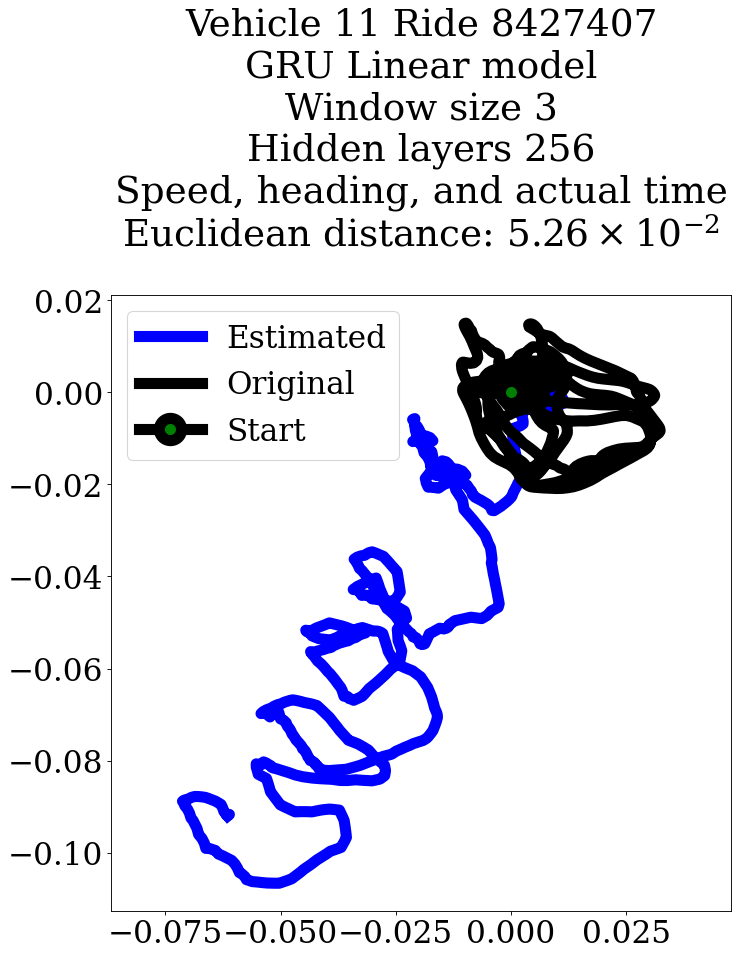 Vehicle 11 Ride 8427407
GRU Linear model
Window size 3
Hidden layers 256
Speed, heading, and actual time
Euclidean distance: 5.26 × 10⁻²
Estimated
Original
Start
0.02
0.00
−0.02
−0.04
−0.06
−0.08
−0.10
−0.075 −0.050 −0.025 0.000 0.025